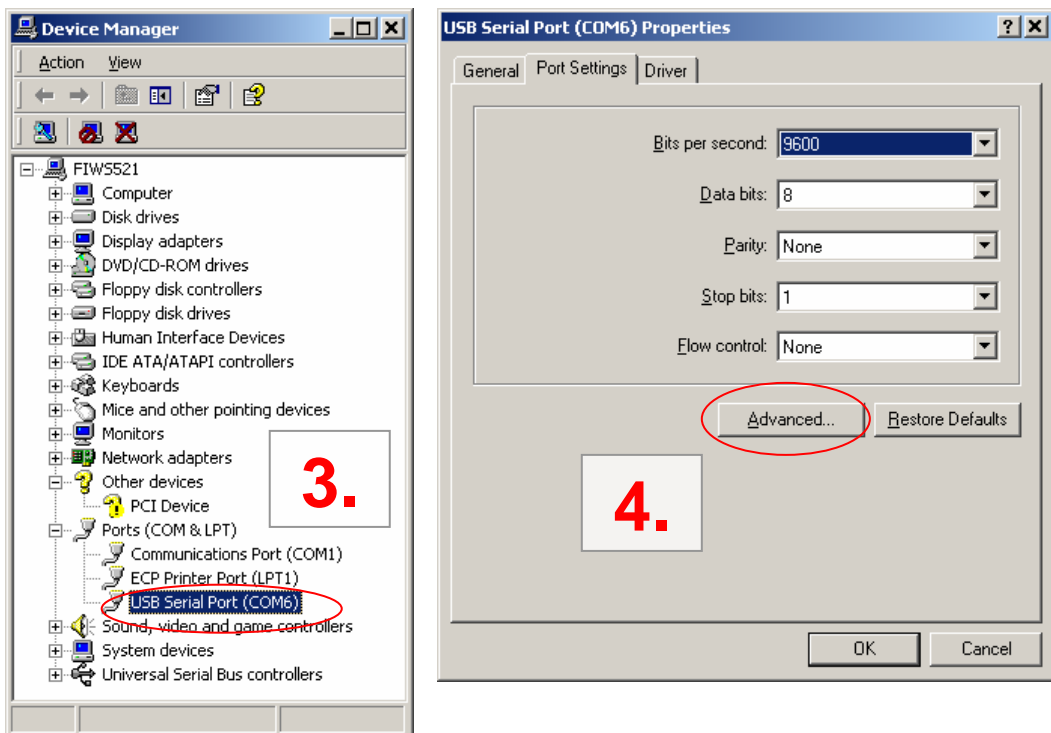 Device Manager
Action View
FIWS521
Computer
Disk drives
Display adapters
DVD/CD-ROM drives
Floppy disk controllers
Floppy disk drives
Human Interface Devices
IDE ATA/ATAPI controllers
Keyboards
Mice and other pointing devices
Monitors
Network adapters
Other devices
PCI Device
Ports (COM & LPT)
Communications Port (COM1)
ECP Printer Port (LPT1)
USB Serial Port (COM6)
Sound, video and game controllers
System devices
Universal Serial Bus controllers
3.
USB Serial Port (COM6) Properties
General Port Settings Driver
Bits per second: 9600
Data bits: 8
Parity: None
Stop bits: 1
Flow control: None
Advanced... Restore Defaults
4.
OK Cancel